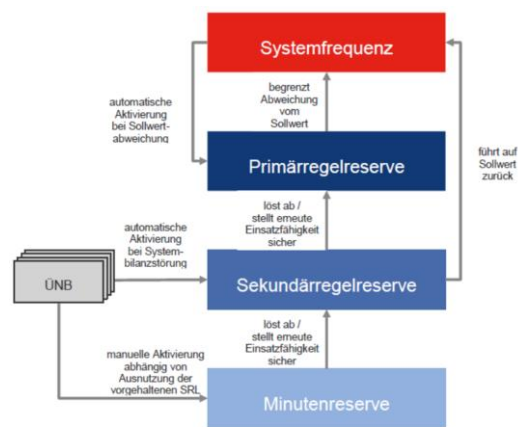 Systemfrequenz
automatische
Aktivierung
bei Sollwert-
abweichung
begrenzt
Abweichung
vom
Sollwert
führt auf
Sollwert
zurück
Primärregelreserve
löst ab /
stellt erneute
Einsatzfähigkeit
sicher
automatische
Aktivierung
bei System-
bilanzstörung
ÜNB
Sekundärregelreserve
löst ab /
stellt erneute
Einsatzfähigkeit
sicher
manuelle Aktivierung
abhängig von
Ausnutzung der
vorgehaltenen SRL
Minutenreserve